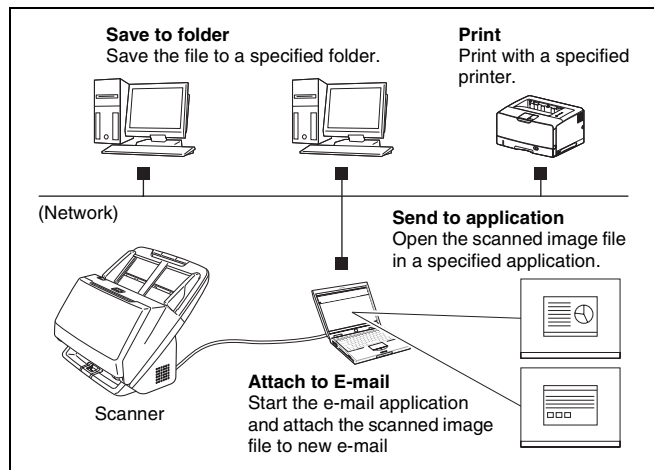 Save to folder
Save the file to a specified folder.
Print
Print with a specified
printer.
(Network)
Send to application
Open the scanned image file
in a specified application.
Scanner
Attach to E-mail
Start the e-mail application
and attach the scanned image
file to new e-mail